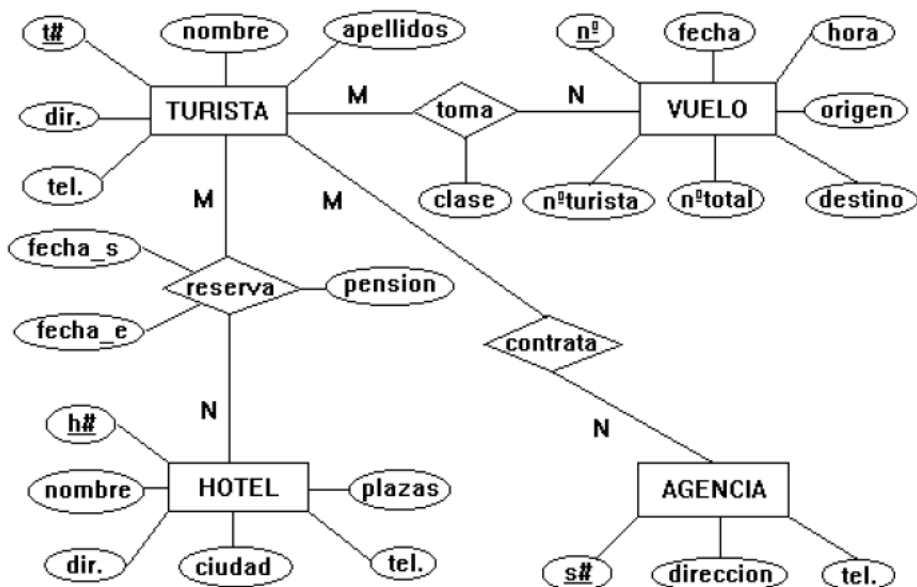 t#
nombre
apellidos
nº
fecha
hora
dir.
TURISTA
M
toma
N
VUELO
origen
tel.
clase
nºturista
nºtotal
destino
M
M
fecha_s
reserva
pension
fecha_e
contrata
N
N
h#
nombre
HOTEL
plazas
AGENCIA
dir.
ciudad
tel.
s#
direccion
tel.